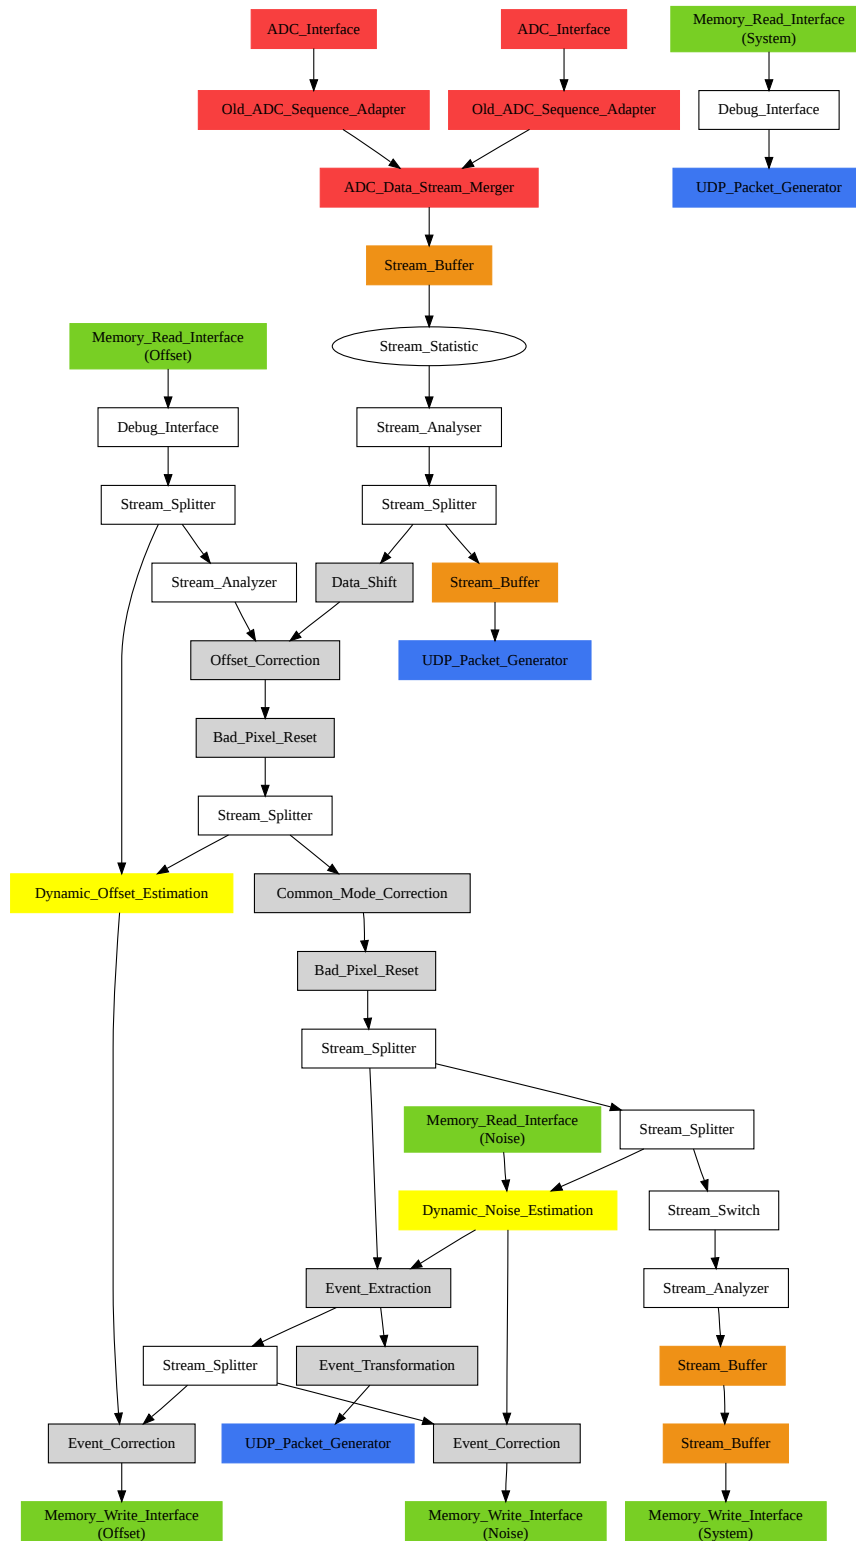 ADC_Interface
ADC_Interface
Memory_Read_Interface
(System)
Old_ADC_Sequence_Adapter
Old_ADC_Sequence_Adapter
Debug_Interface
ADC_Data_Stream_Merger
UDP_Packet_Generator
Stream_Buffer
Memory_Read_Interface
(Offset)
Stream_Statistic
Debug_Interface
Stream_Analyser
Stream_Splitter
Stream_Splitter
Stream_Analyzer
Data_Shift
Stream_Buffer
Offset_Correction
UDP_Packet_Generator
Bad_Pixel_Reset
Stream_Splitter
Dynamic_Offset_Estimation
Common_Mode_Correction
Bad_Pixel_Reset
Stream_Splitter
Memory_Read_Interface
(Noise)
Stream_Splitter
Dynamic_Noise_Estimation
Stream_Switch
Event_Extraction
Stream_Analyzer
Stream_Splitter
Event_Transformation
Stream_Buffer
Event_Correction
UDP_Packet_Generator
Event_Correction
Stream_Buffer
Memory_Write_Interface
(Offset)
Memory_Write_Interface
(Noise)
Memory_Write_Interface
(System)